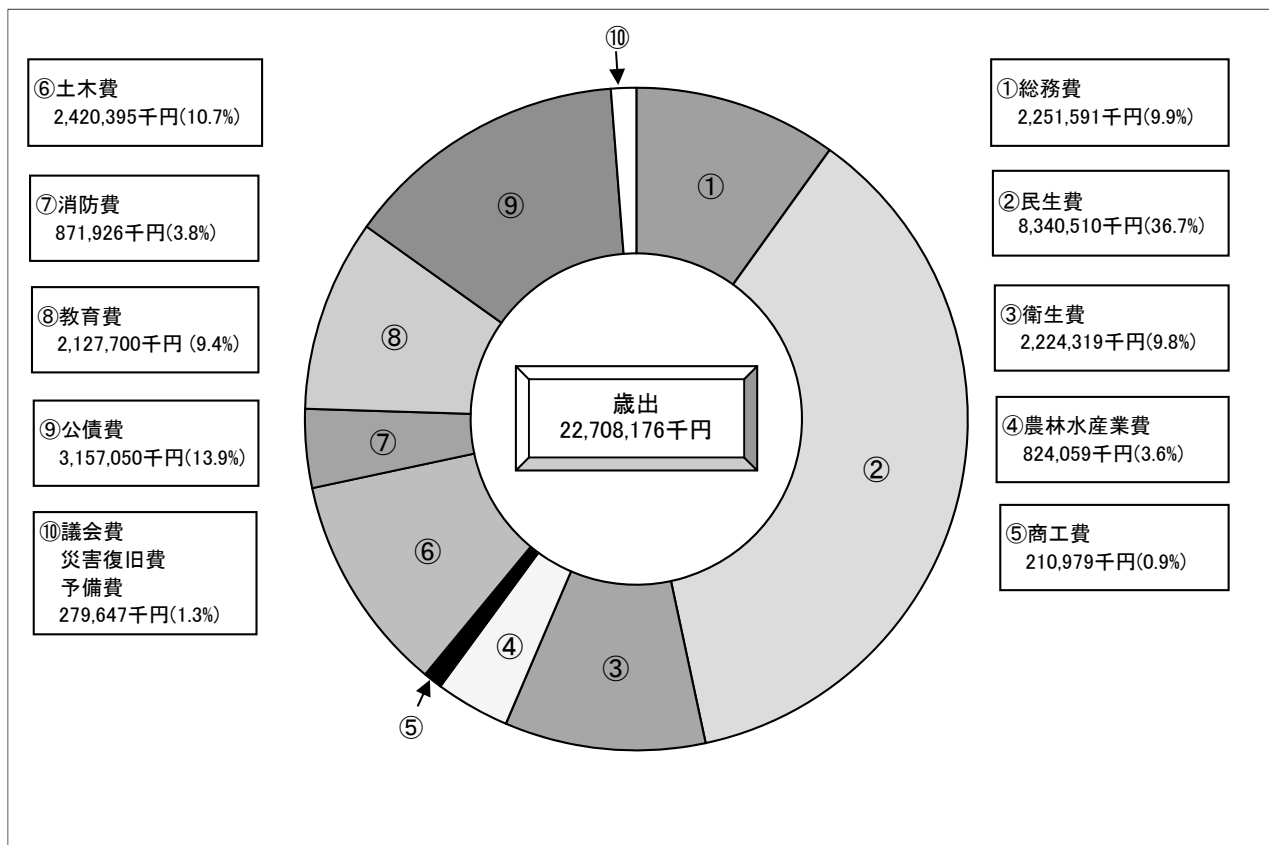 ⑩
⑥土木費
2,420,395千円(10.7%)
⑦消防費
871,926千円(3.8%)
⑧教育費
2,127,700千円 (9.4%)
⑨公債費
3,157,050千円(13.9%)
⑩議会費
災害復旧費
予備費
279,647千円(1.3%)
①
②
③
④
⑤
⑥
⑦
⑧
⑨
歳出
22,708,176千円
①総務費
2,251,591千円(9.9%)
②民生費
8,340,510千円(36.7%)
③衛生費
2,224,319千円(9.8%)
④農林水産業費
824,059千円(3.6%)
⑤商工費
210,979千円(0.9%)